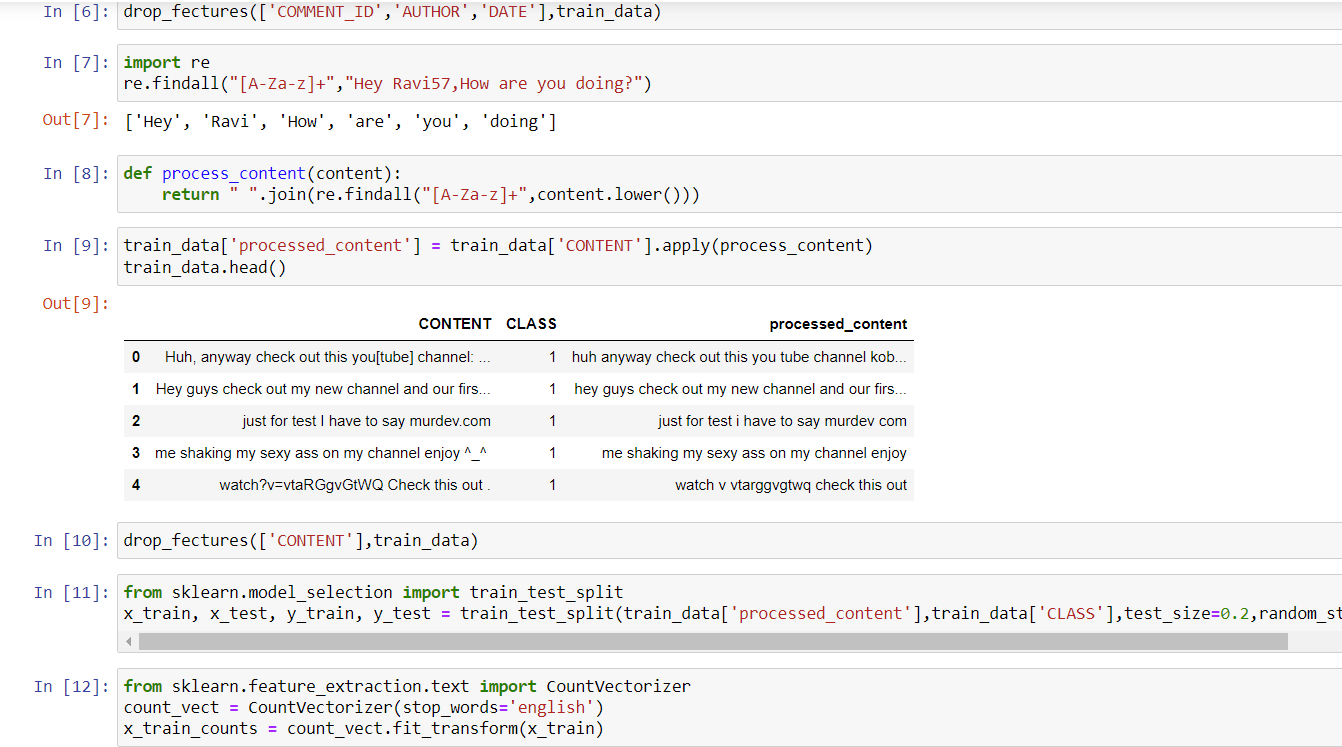 In [6]: drop_fectures(['COMMENT_ID','AUTHOR','DATE'],train_data)
In [7]: import re
re.findall("[A-Za-z]+","Hey Ravi57,How are you doing?")
Out[7]: ['Hey', 'Ravi', 'How', 'are', 'you', 'doing']
In [8]: def process_content(content):
    return " ".join(re.findall("[A-Za-z]+",content.lower()))
In [9]: train_data['processed_content'] = train_data['CONTENT'].apply(process_content)
train_data.head()
Out[9]:
CONTENT CLASS processed_content
0 Huh, anyway check out this you[tube] channel: ... 1 huh anyway check out this you tube channel kob...
1 Hey guys check out my new channel and our firs... 1 hey guys check out my new channel and our firs...
2 just for test I have to say murdev.com 1 just for test i have to say murdev com
3 me shaking my sexy ass on my channel enjoy ^_^ 1 me shaking my sexy ass on my channel enjoy
4 watch?v=vtaRGgvGtWQ Check this out . 1 watch v vtarggvgtwq check this out
In [10]: drop_fectures(['CONTENT'],train_data)
In [11]: from sklearn.model_selection import train_test_split
x_train, x_test, y_train, y_test = train_test_split(train_data['processed_content'],train_data['CLASS'],test_size=0.2,random_st
In [12]: from sklearn.feature_extraction.text import CountVectorizer
count_vect = CountVectorizer(stop_words='english')
x_train_counts = count_vect.fit_transform(x_train)